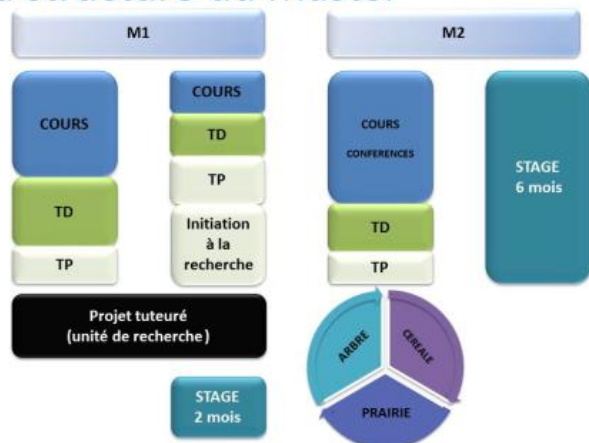 M1
COURS
TD
TP
COURS
TD
TP
Initiation
à la
recherche
Projet tuteuré
(unité de recherche)
STAGE
2 mois
M2
COURS
CONFERENCES
TD
TP
STAGE
6 mois
ARBRE
CEREALE
PRAIRIE